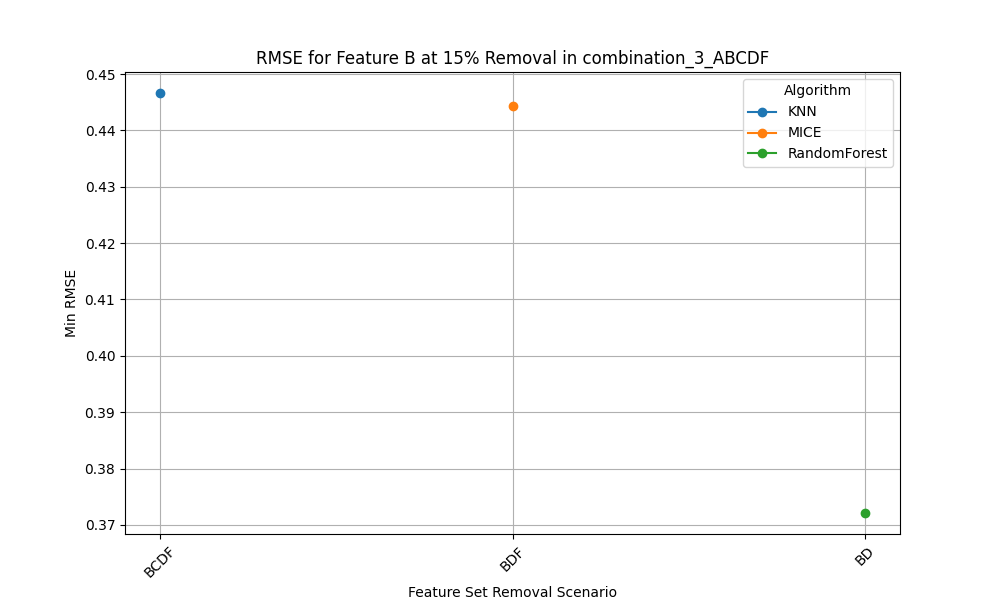 RMSE for Feature B at 15% Removal in combination_3_ABCDF
Algorithm
KNN
MICE
RandomForest
Min RMSE
0.45
0.44
0.43
0.42
0.41
0.40
0.39
0.38
0.37
BCDF
BDF
BD
Feature Set Removal Scenario